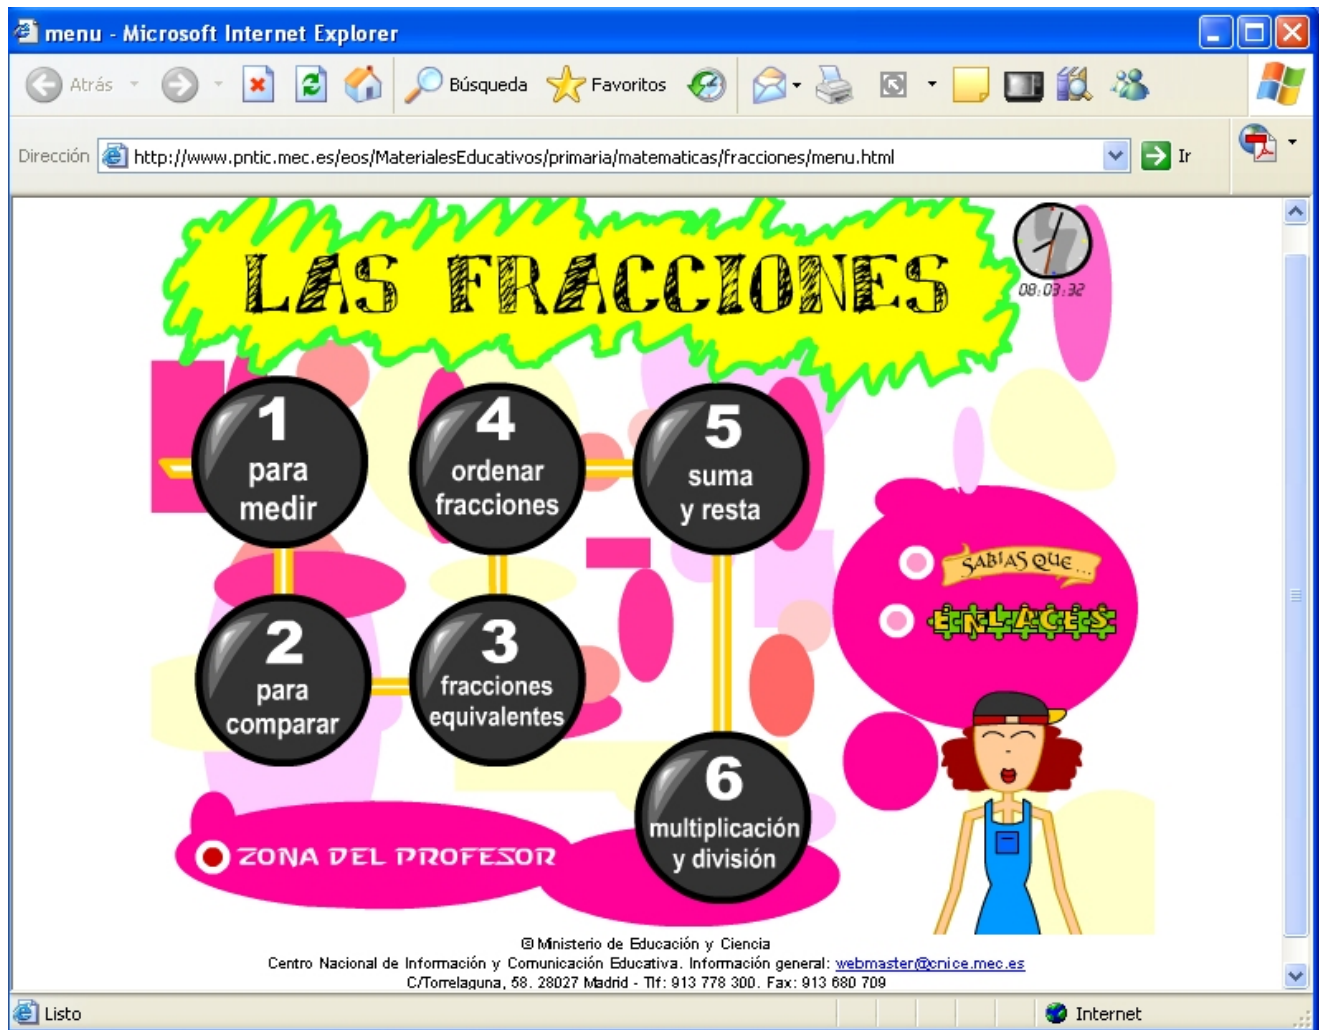 menu - Microsoft Internet Explorer
Atrás Búsqueda Favoritos
Dirección http://www.pntic.mec.es/eos/MaterialesEducativos/primaria/matematicas/fracciones/menu.html Ir
LAS FRACCIONES
08:03:32
1
para
medir
4
ordenar
fracciones
5
suma
y resta
SABIAS QUE...
ENLACES
2
para
comparar
3
fracciones
equivalentes
6
multiplicación
y división
ZONA DEL PROFESOR
© Ministerio de Educación y Ciencia
Centro Nacional de Información y Comunicación Educativa. Información general: webmaster@cnice.mec.es
C/Torrelaguna, 58. 28027 Madrid - Tlf: 913 778 300. Fax: 913 680 709
Listo Internet